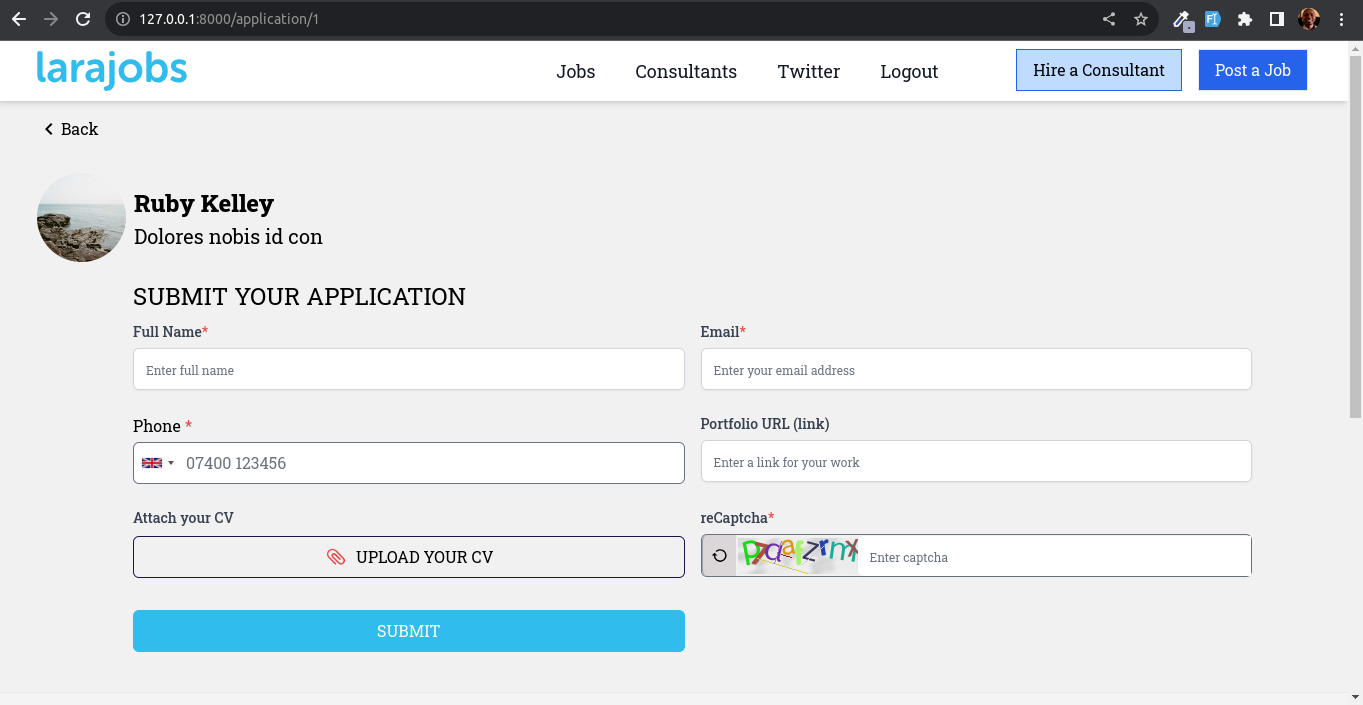 127.0.0.1:8000/application/1
larajobs
Jobs Consultants Twitter Logout Hire a Consultant Post a Job
Back
Ruby Kelley
Dolores nobis id con
SUBMIT YOUR APPLICATION
Full Name* Email*
Enter full name Enter your email address
Phone * Portfolio URL (link)
07400 123456 Enter a link for your work
Attach your CV reCaptcha*
UPLOAD YOUR CV Enter captcha
SUBMIT